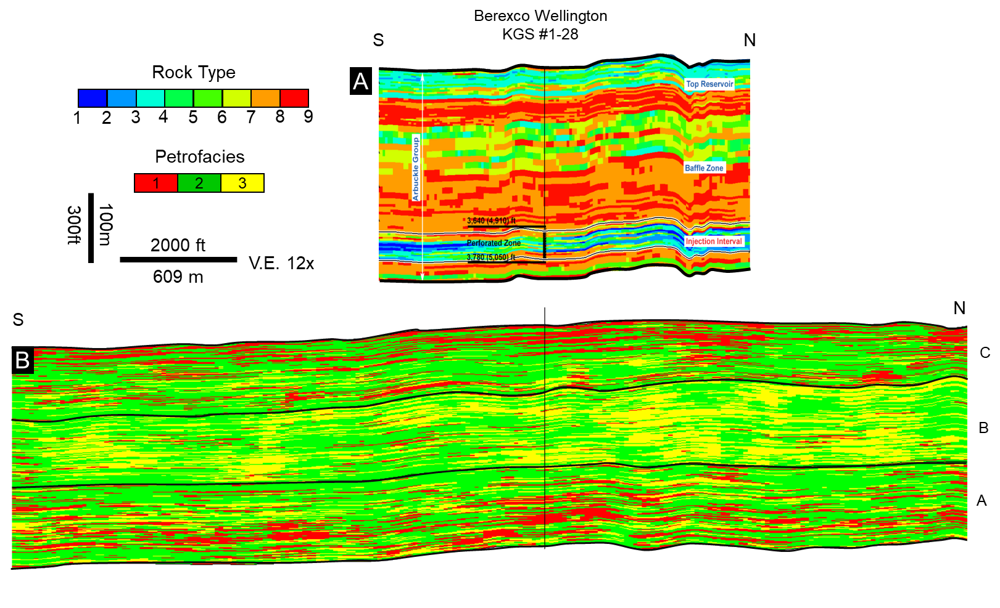 Berexco Wellington
KGS #1-28
S
N
A
Rock Type
1 2 3 4 5 6 7 8 9
Petrofacies
1 2 3
100m
300ft
2000 ft
609 m
V.E. 12x
Top Reservoir
Arbuckle Group
Baffle Zone
3,640 (4,910) ft
Perforated Zone
3,780 (5,050) ft
Injection Interval
S
N
B
C
B
A